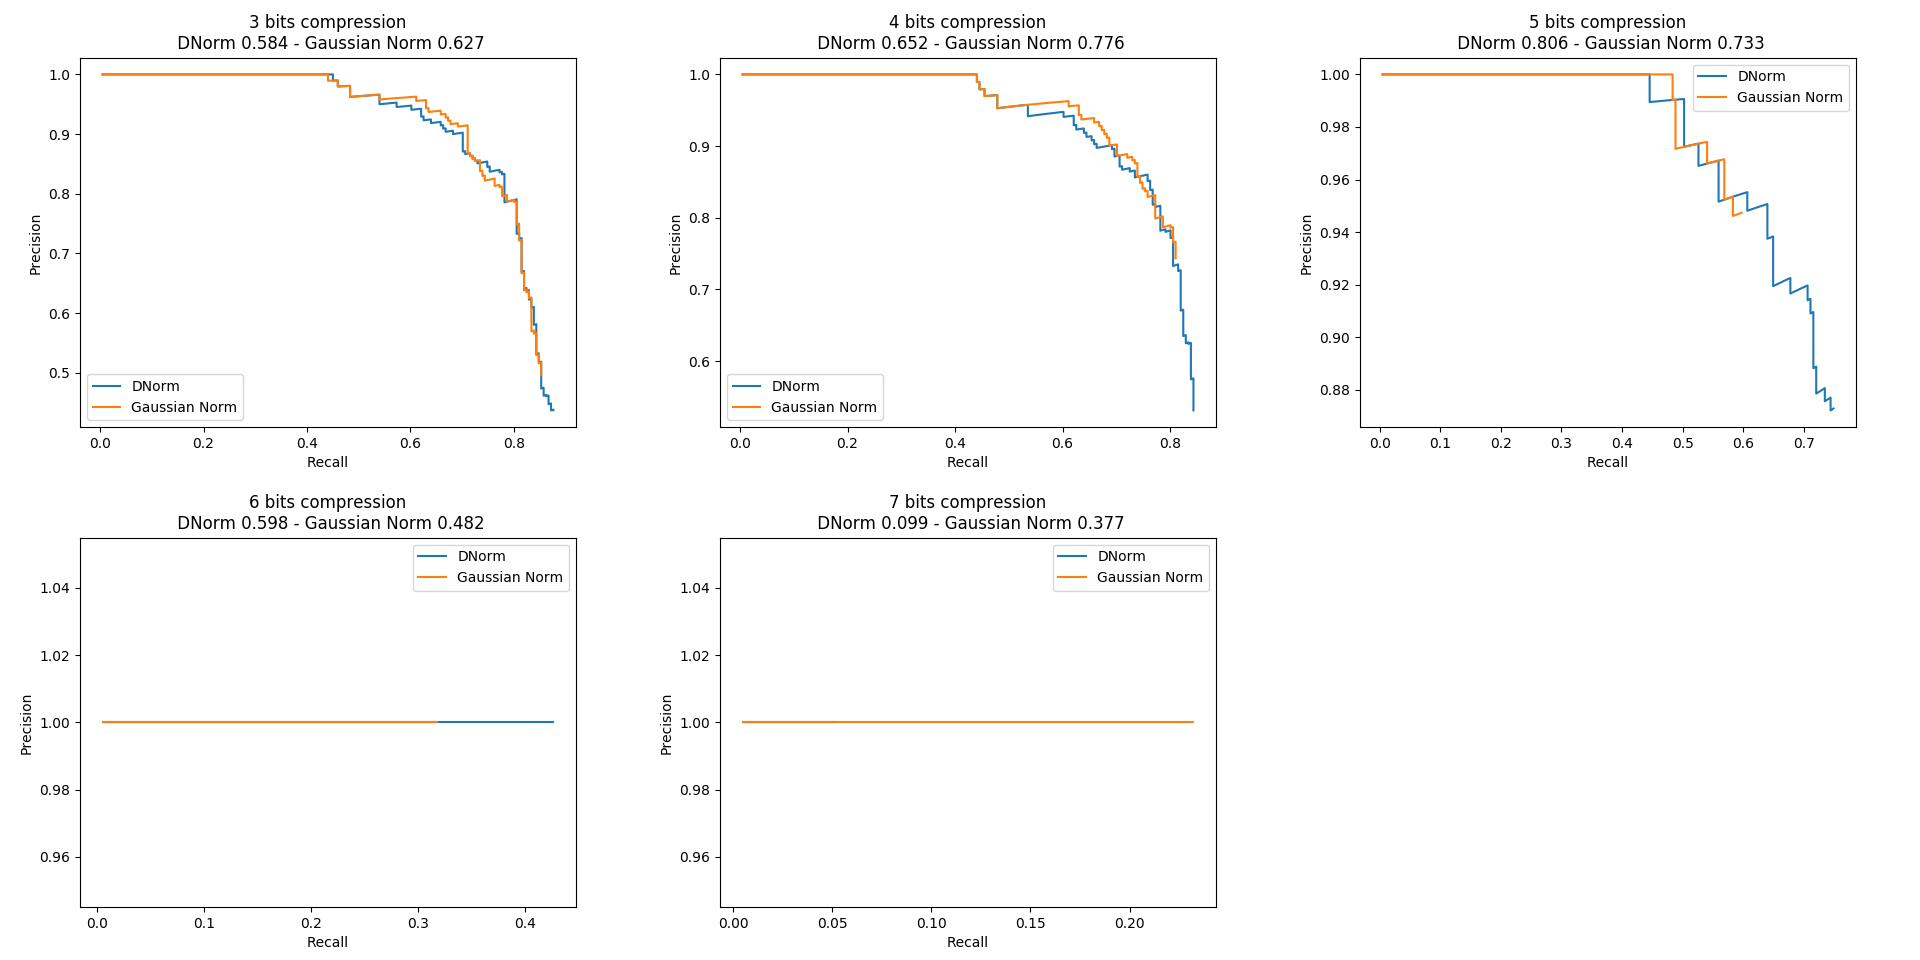 3 bits compression
DNorm 0.584 - Gaussian Norm 0.627
1.0
0.9
0.8
0.7
0.6
0.5
Precision
DNorm
Gaussian Norm
0.0 0.2 0.4 0.6 0.8
Recall
4 bits compression
DNorm 0.652 - Gaussian Norm 0.776
1.0
0.9
0.8
0.7
0.6
Precision
DNorm
Gaussian Norm
0.0 0.2 0.4 0.6 0.8
Recall
5 bits compression
DNorm 0.806 - Gaussian Norm 0.733
DNorm
Gaussian Norm
1.00
0.98
0.96
0.94
0.92
0.90
0.88
Precision
0.0 0.1 0.2 0.3 0.4 0.5 0.6 0.7
Recall
6 bits compression
DNorm 0.598 - Gaussian Norm 0.482
DNorm
Gaussian Norm
1.04
1.02
1.00
0.98
0.96
Precision
0.0 0.1 0.2 0.3 0.4
Recall
7 bits compression
DNorm 0.099 - Gaussian Norm 0.377
DNorm
Gaussian Norm
1.04
1.02
1.00
0.98
0.96
Precision
0.00 0.05 0.10 0.15 0.20
Recall